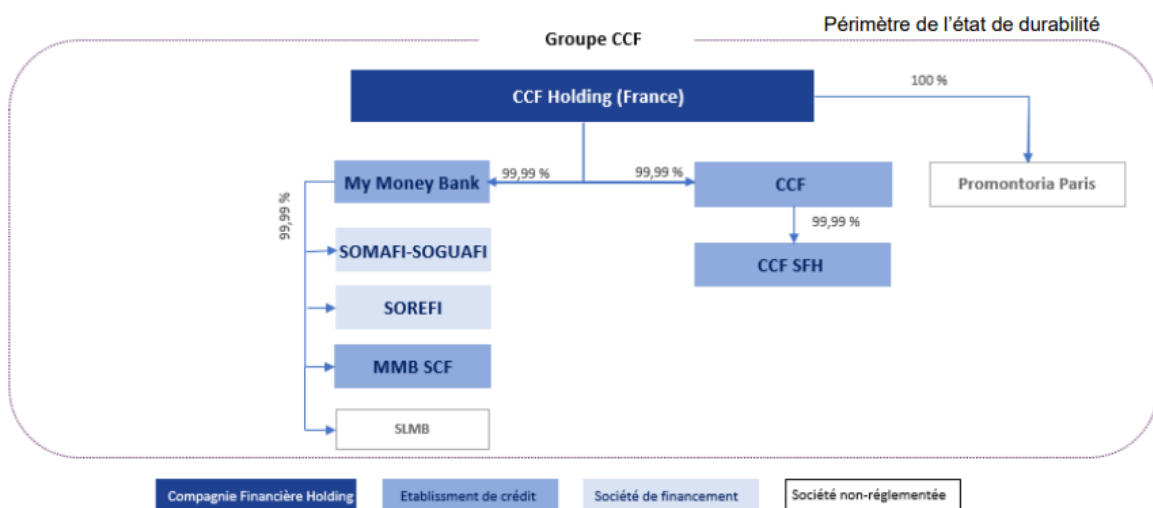 Périmètre de l’état de durabilité
Groupe CCF
CCF Holding (France)
100 %
My Money Bank
99,99 %
99,99 %
CCF
Promontoria Paris
99,99 %
99,99 %
SOMAFI-SOGUAFI
CCF SFH
SOREFI
MMB SCF
SLMB
Compagnie Financière Holding
Etablissment de crédit
Société de financement
Société non-réglementée